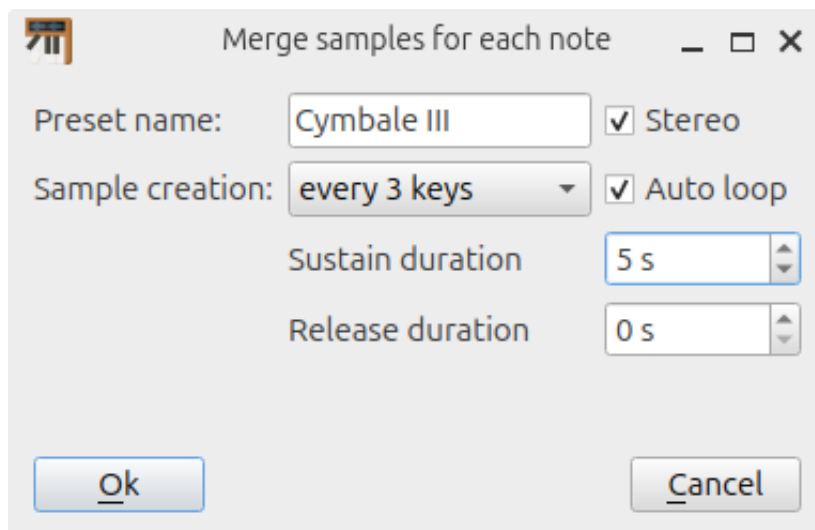 Merge samples for each note
Preset name: Cymbale III Stereo
Sample creation: every 3 keys Auto loop
Sustain duration 5 s
Release duration 0 s
Ok Cancel